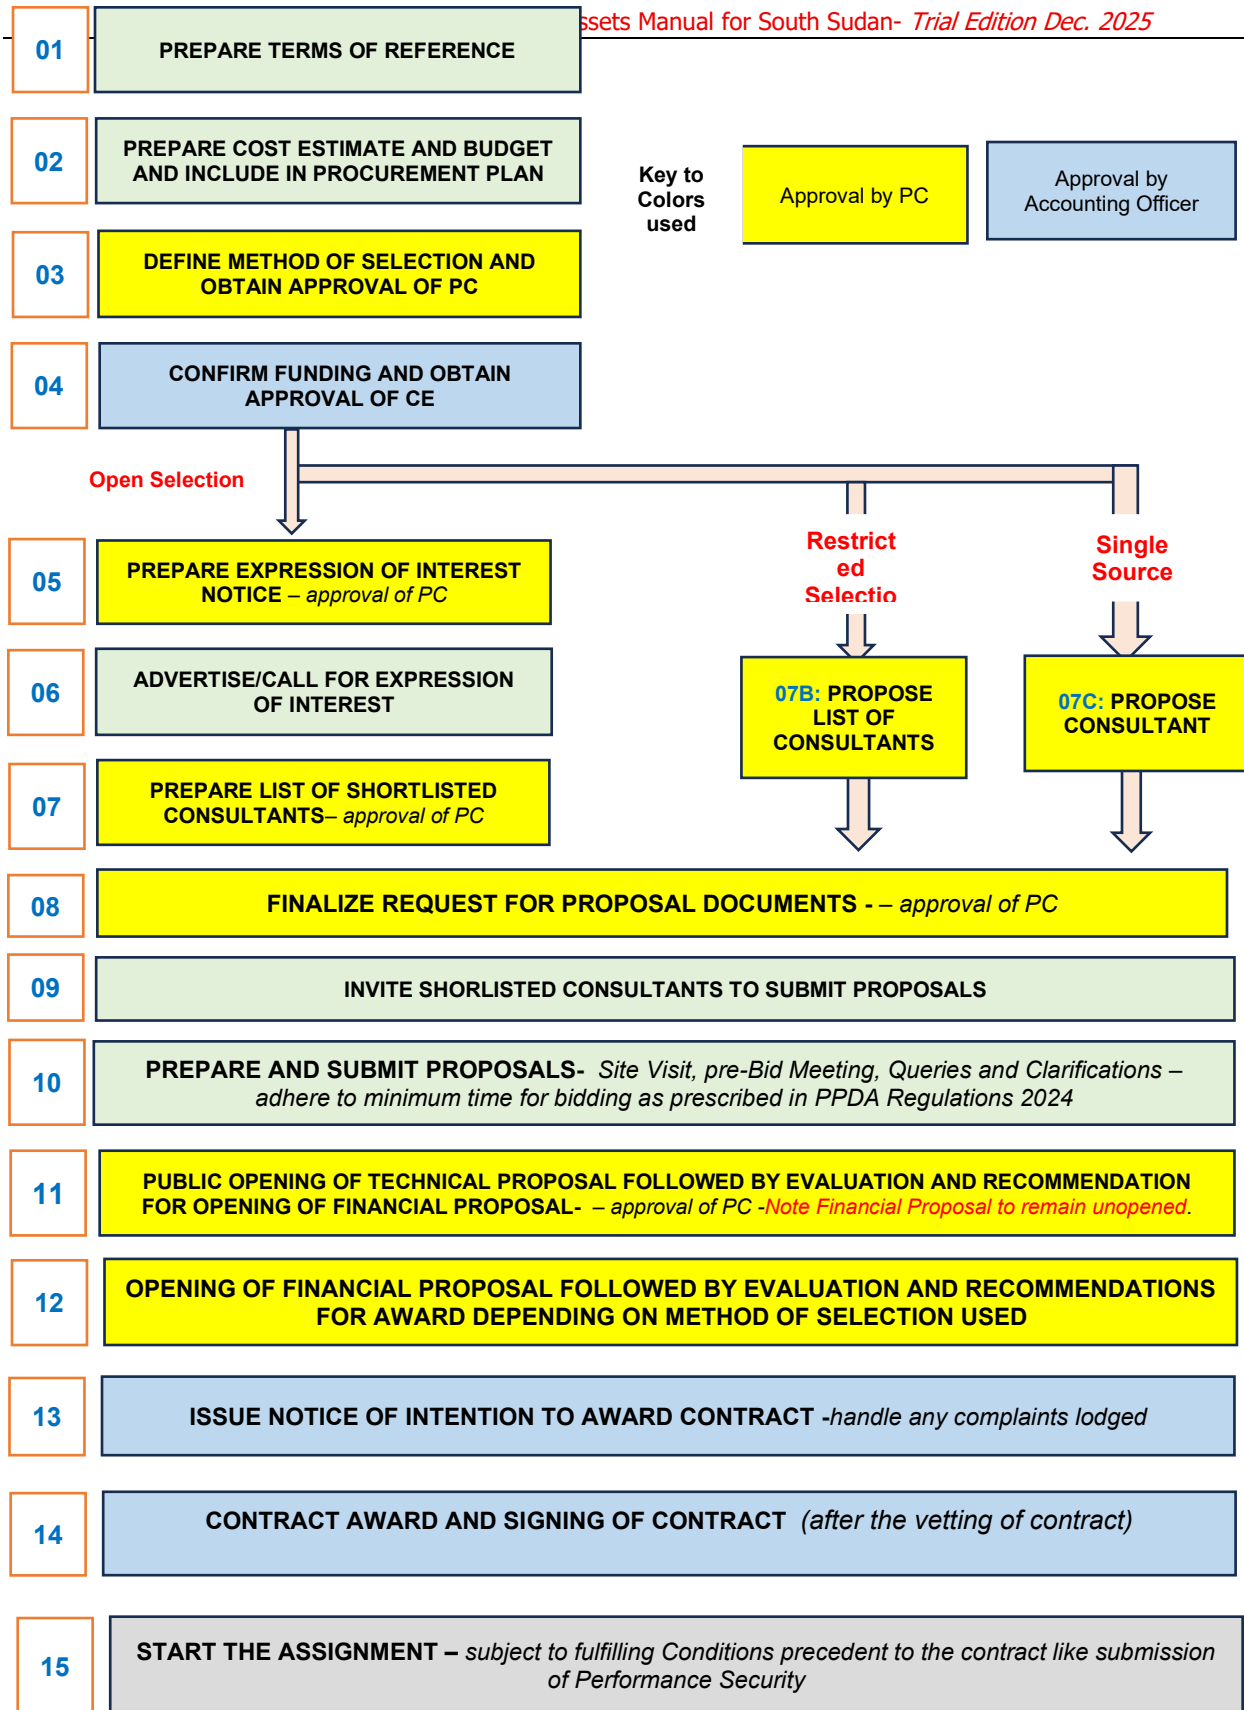 ssets Manual for South Sudan- Trial Edition Dec. 2025
01
PREPARE TERMS OF REFERENCE
02
PREPARE COST ESTIMATE AND BUDGET
AND INCLUDE IN PROCUREMENT PLAN
Key to
Colors
used
Approval by PC
Approval by
Accounting Officer
03
DEFINE METHOD OF SELECTION AND
OBTAIN APPROVAL OF PC
04
CONFIRM FUNDING AND OBTAIN
APPROVAL OF CE
Open Selection
Restrict
ed
Selectio
Single
Source
05
PREPARE EXPRESSION OF INTEREST
NOTICE – approval of PC
06
ADVERTISE/CALL FOR EXPRESSION
OF INTEREST
07B: PROPOSE
LIST OF
CONSULTANTS
07C: PROPOSE
CONSULTANT
07
PREPARE LIST OF SHORTLISTED
CONSULTANTS– approval of PC
08
FINALIZE REQUEST FOR PROPOSAL DOCUMENTS - – approval of PC
09
INVITE SHORLISTED CONSULTANTS TO SUBMIT PROPOSALS
10
PREPARE AND SUBMIT PROPOSALS- Site Visit, pre-Bid Meeting, Queries and Clarifications –
adhere to minimum time for bidding as prescribed in PPDA Regulations 2024
11
PUBLIC OPENING OF TECHNICAL PROPOSAL FOLLOWED BY EVALUATION AND RECOMMENDATION
FOR OPENING OF FINANCIAL PROPOSAL- – approval of PC -Note Financial Proposal to remain unopened.
12
OPENING OF FINANCIAL PROPOSAL FOLLOWED BY EVALUATION AND RECOMMENDATIONS
FOR AWARD DEPENDING ON METHOD OF SELECTION USED
13
ISSUE NOTICE OF INTENTION TO AWARD CONTRACT -handle any complaints lodged
14
CONTRACT AWARD AND SIGNING OF CONTRACT (after the vetting of contract)
15
START THE ASSIGNMENT – subject to fulfilling Conditions precedent to the contract like submission
of Performance Security